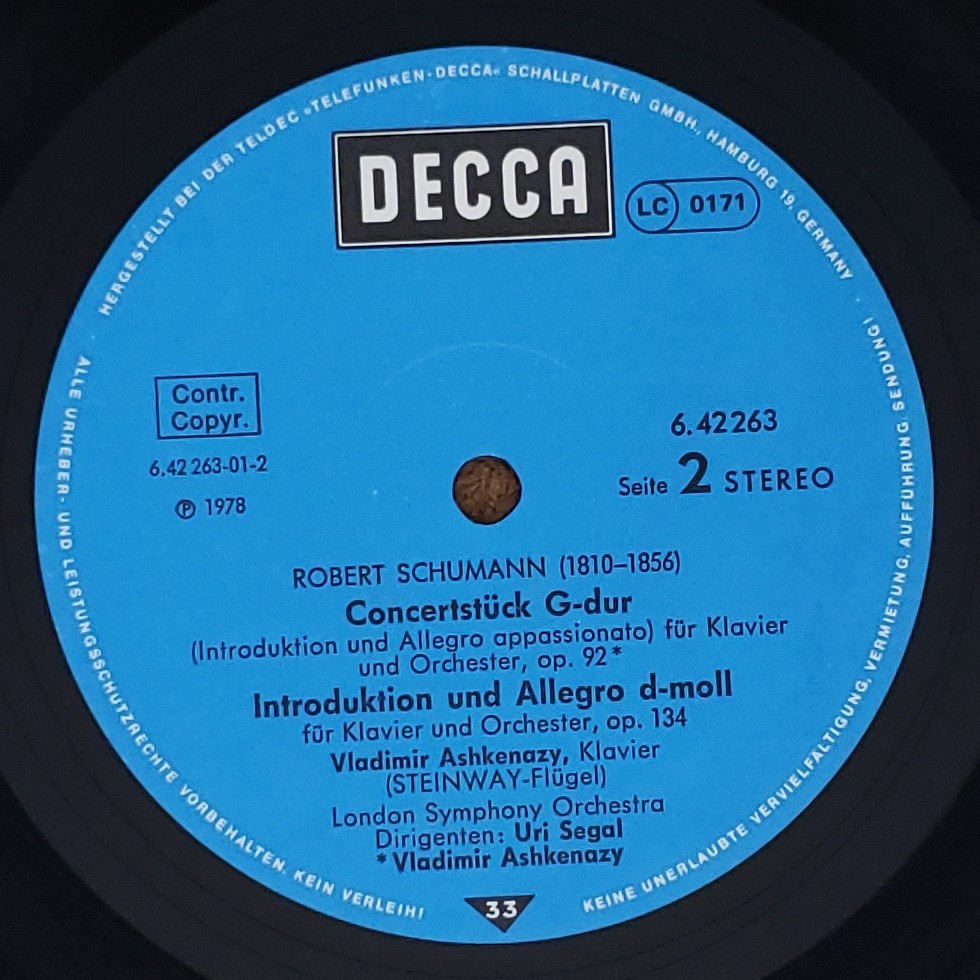 HERGESTELLT BEI DER TELDEC »TELEFUNKEN-DECCA« SCHALLPLATTEN GMBH., HAMBURG 19, GERMANY ·
DECCA
LC 0171
Contr.
Copyr.
6.42 263-01-2
℗ 1978
6.42263
Seite 2 STEREO
ROBERT SCHUMANN (1810–1856)
Concertstück G-dur
(Introduktion und Allegro appassionato) für Klavier
und Orchester, op. 92*
Introduktion und Allegro d-moll
für Klavier und Orchester, op. 134
Vladimir Ashkenazy, Klavier
(STEINWAY-Flügel)
London Symphony Orchestra
Dirigenten: Uri Segal
*Vladimir Ashkenazy
33
ALLE URHEBER- UND LEISTUNGSSCHUTZRECHTE VORBEHALTEN. KEIN VERLEIH!
KEINE UNERLAUBTE VERVIELFÄLTIGUNG, VERMIETUNG, AUFFÜHRUNG, SENDUNG!